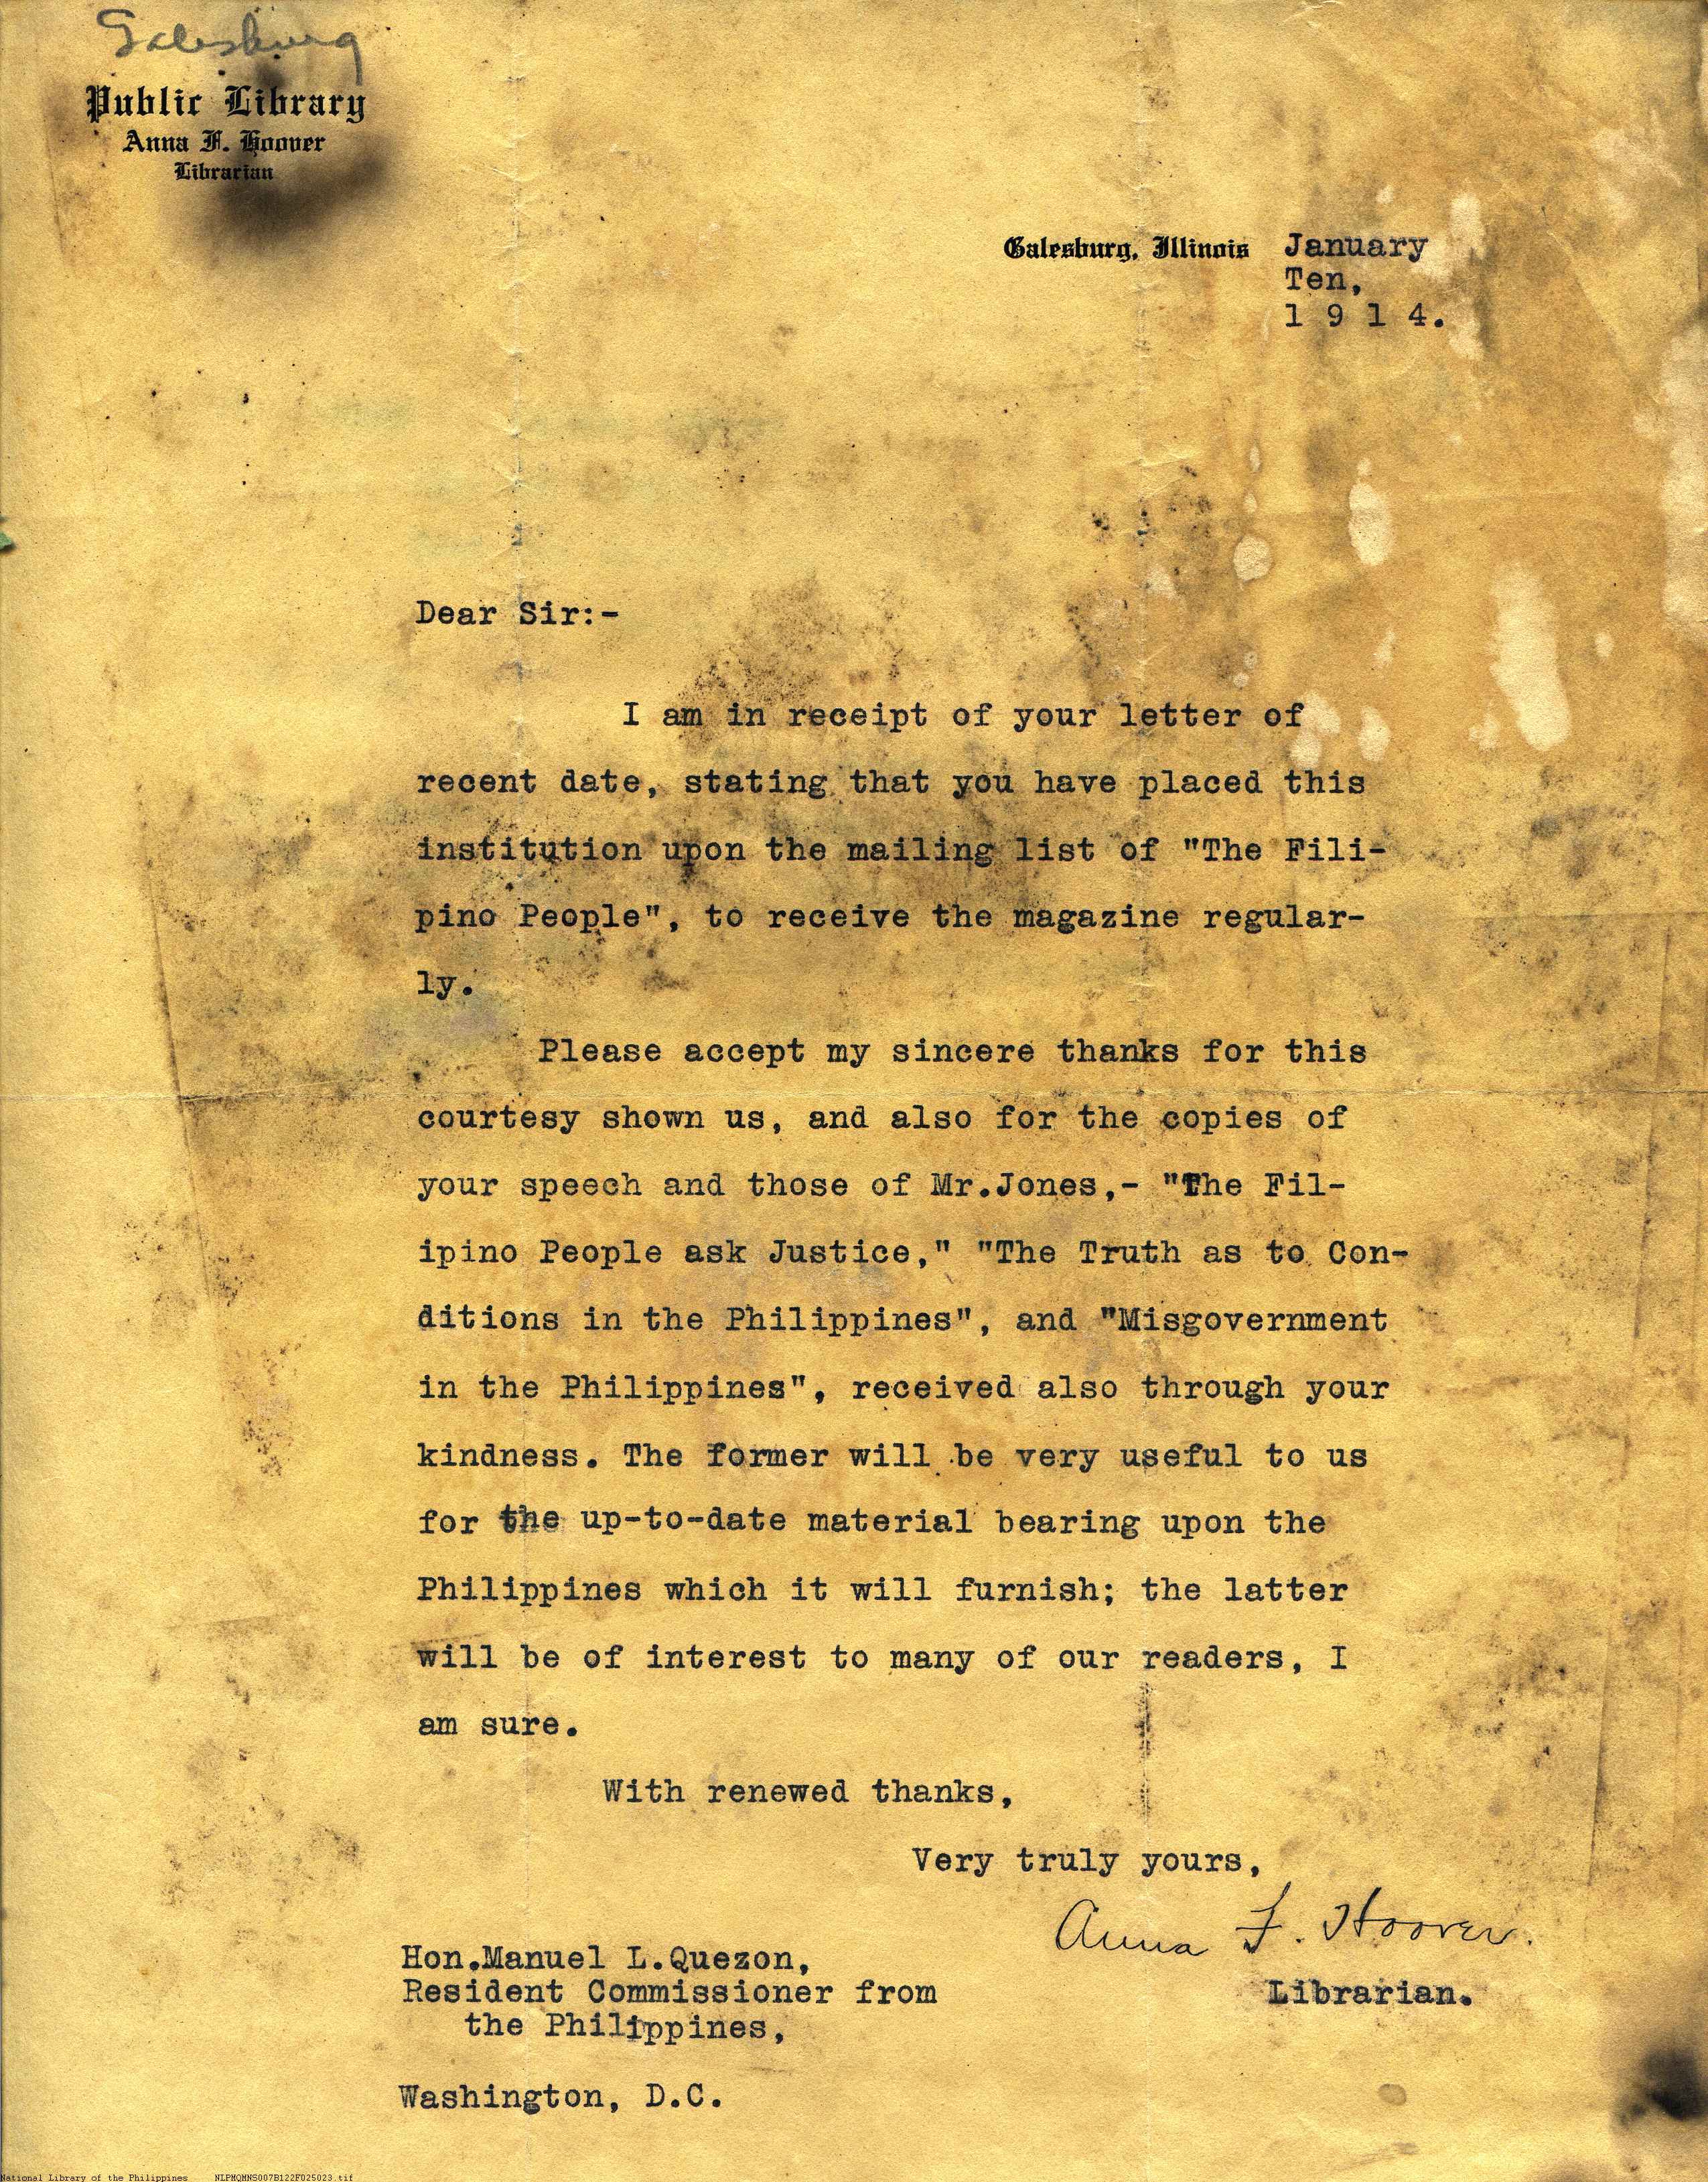 Galesburg
Public Library
Anna F. Hoover
Librarian
Galesburg, Illinois January
Ten,
1 9 1 4.
Dear Sir:-
I am in receipt of your letter of
recent date, stating that you have placed this
institution upon the mailing list of "The Fili-
pino People", to receive the magazine regular-
ly.
Please accept my sincere thanks for this
courtesy shown us, and also for the copies of
your speech and those of Mr.Jones,- "The Fil-
ipino People ask Justice," "The Truth as to Con-
ditions in the Philippines", and "Misgovernment
in the Philippines", received also through your
kindness. The former will be very useful to us
for the up-to-date material bearing upon the
Philippines which it will furnish; the latter
will be of interest to many of our readers, I
am sure.
With renewed thanks,
Very truly yours,
Anna F. Hoover.
Librarian.
Hon.Manuel L.Quezon,
Resident Commissioner from
the Philippines,
Washington, D.C.
National Library of the Philippines NLPMQMNS007B122F025023.tif